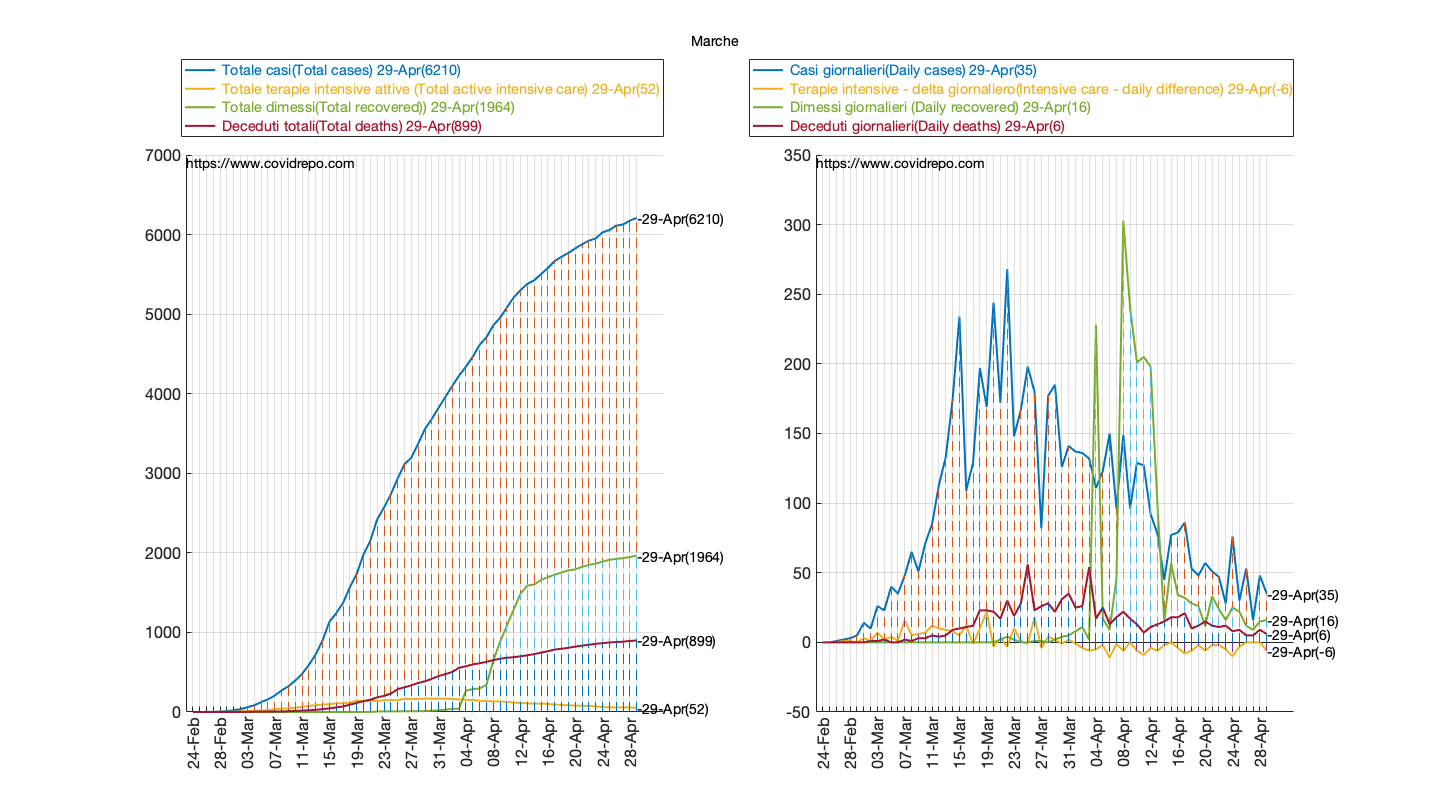 Marche
Totale casi(Total cases) 29-Apr(6210)
Totale terapie intensive attive (Total active intensive care) 29-Apr(52)
Totale dimessi(Total recovered)) 29-Apr(1964)
Deceduti totali(Total deaths) 29-Apr(899)
7000
https://www.covidrepo.com
6000
5000
4000
3000
2000
1000
0
-29-Apr(6210)
-29-Apr(1964)
-29-Apr(899)
-29-Apr(52)
24-Feb
28-Feb
03-Mar
07-Mar
11-Mar
15-Mar
19-Mar
23-Mar
27-Mar
31-Mar
04-Apr
08-Apr
12-Apr
16-Apr
20-Apr
24-Apr
28-Apr
Casi giornalieri(Daily cases) 29-Apr(35)
Terapie intensive - delta giornaliero(Intensive care - daily difference) 29-Apr(-6)
Dimessi giornalieri (Daily recovered) 29-Apr(16)
Deceduti giornalieri(Daily deaths) 29-Apr(6)
350
https://www.covidrepo.com
300
250
200
150
100
50
0
-50
-29-Apr(35)
-29-Apr(16)
-29-Apr(6)
-29-Apr(-6)
24-Feb
28-Feb
03-Mar
07-Mar
11-Mar
15-Mar
19-Mar
23-Mar
27-Mar
31-Mar
04-Apr
08-Apr
12-Apr
16-Apr
20-Apr
24-Apr
28-Apr